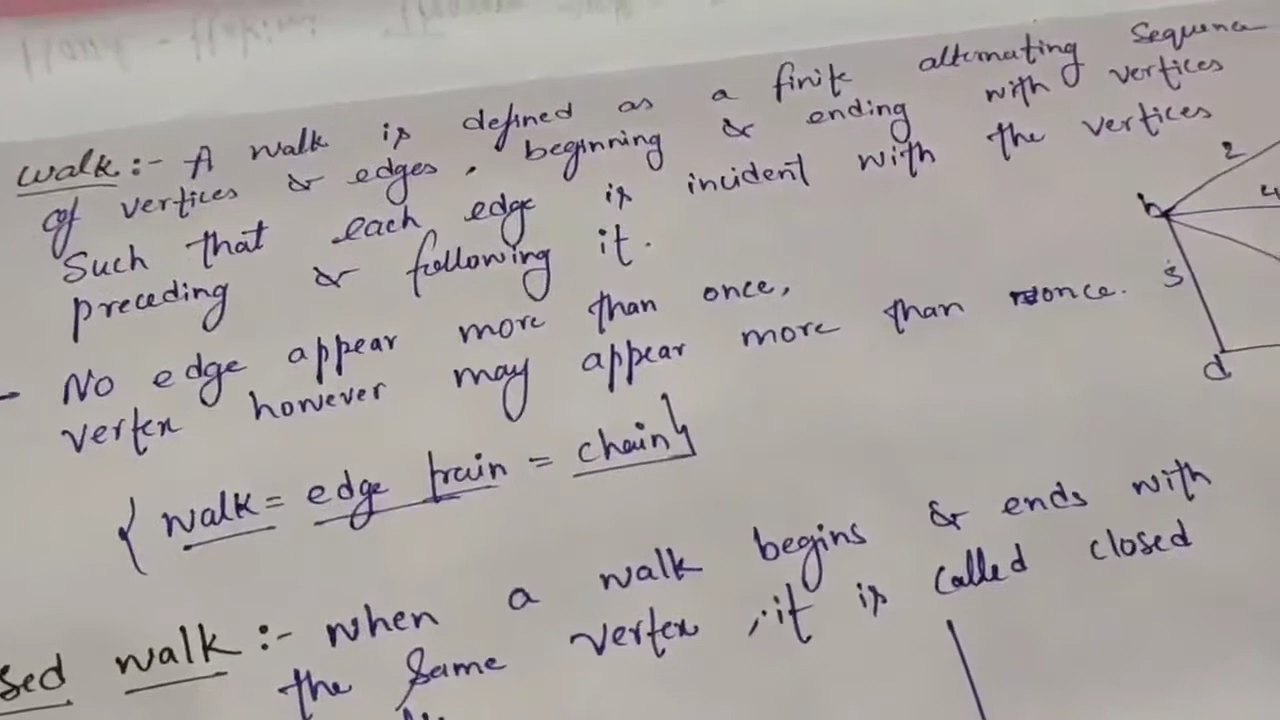 walk :- A walk is defined as a finite alternating Sequence
of vertices & edges, beginning & ending with vertices
Such that each edge is incident with the vertices
preceding & following it.
- No edge appear more than once,
vertex however may appear more than once.
{ walk = edge train = chain }
sed walk :- when a walk begins & ends with
the same vertex, it is called closed
b
2
4
d